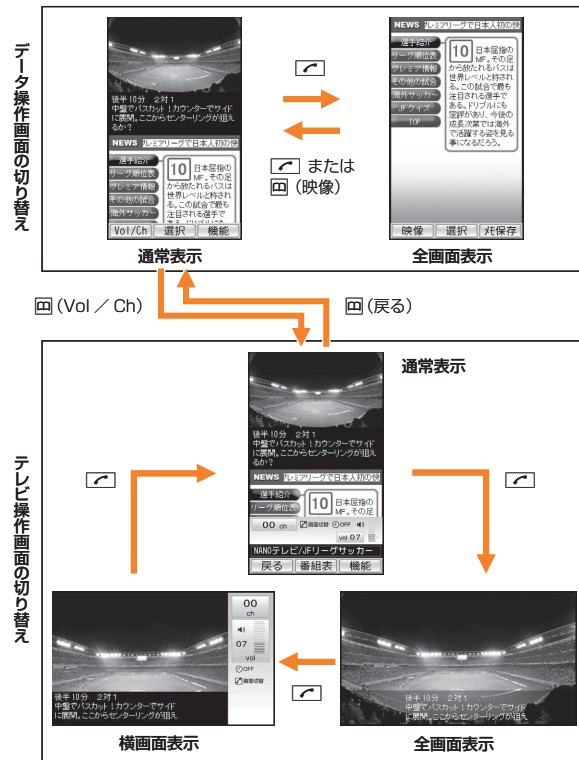 データ操作画面の切り替え
後半10分 2対1
中盤でパスカット！カウンターでサイド
に展開。ここからセンターリングが狙え
るか？
NEWS プレミアリーグで日本人初の快
選手紹介
リーグ順位表
プレミア情報
その他の試合
海外サッカー
10 日本屈指の
MF。その足
から放たれるパスは
世界レベルと称され
る。この試合で最も
注目される選手で
Vol/Ch 選択 機能
通常表示
または
（映像）
NEWS プレミアリーグで日本人初の快
選手紹介
リーグ順位表
プレミア情報
その他の試合
海外サッカー
JFクイズ
TOP
10 日本屈指の
MF。その足
から放たれるパスは
世界レベルと称され
る。この試合で最も
注目される選手で
ある。ドリブルにも
定評があり、今後の
成長次第では海外
で活躍する姿を見る
事になるだろう。
映像 選択 メモ保存
全画面表示
（Vol／Ch）
（戻る）
テレビ操作画面の切り替え
通常表示
後半10分 2対1
中盤でパスカット！カウンターでサイド
に展開。ここからセンターリングが狙え
るか？
NEWS プレミアリーグで日本人初の快
選手紹介
リーグ順位表
10 日本屈指の
MF。その足
00 ch 画面切替 OFF
vol 07
NANOテレビ/JFリーグサッカー
戻る 番組表 機能
後半10分 2対1
中盤でパスカット！カウンターでサイド
に展開。ここからセンターリングが狙え
00
ch
07
vol
OFF
画面切替
横画面表示
後半10分 2対1
中盤でパスカット！カウンターでサイド
に展開。ここからセンターリングが狙え
全画面表示